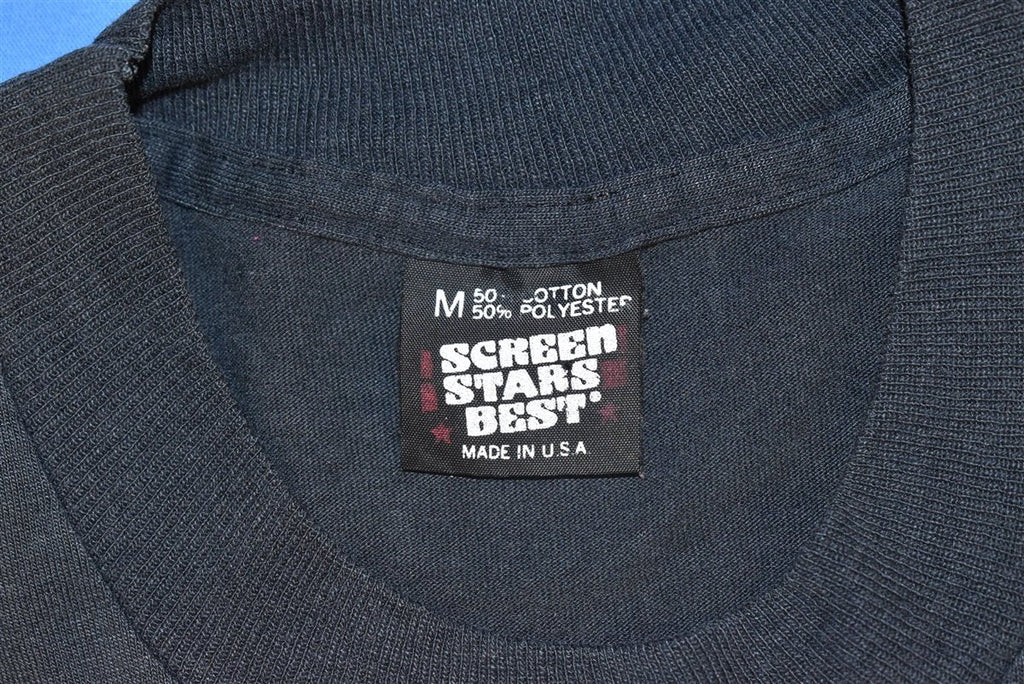 M 50% COTTON
50% POLYESTER
SCREEN
STARS
BEST®
MADE IN U.S.A